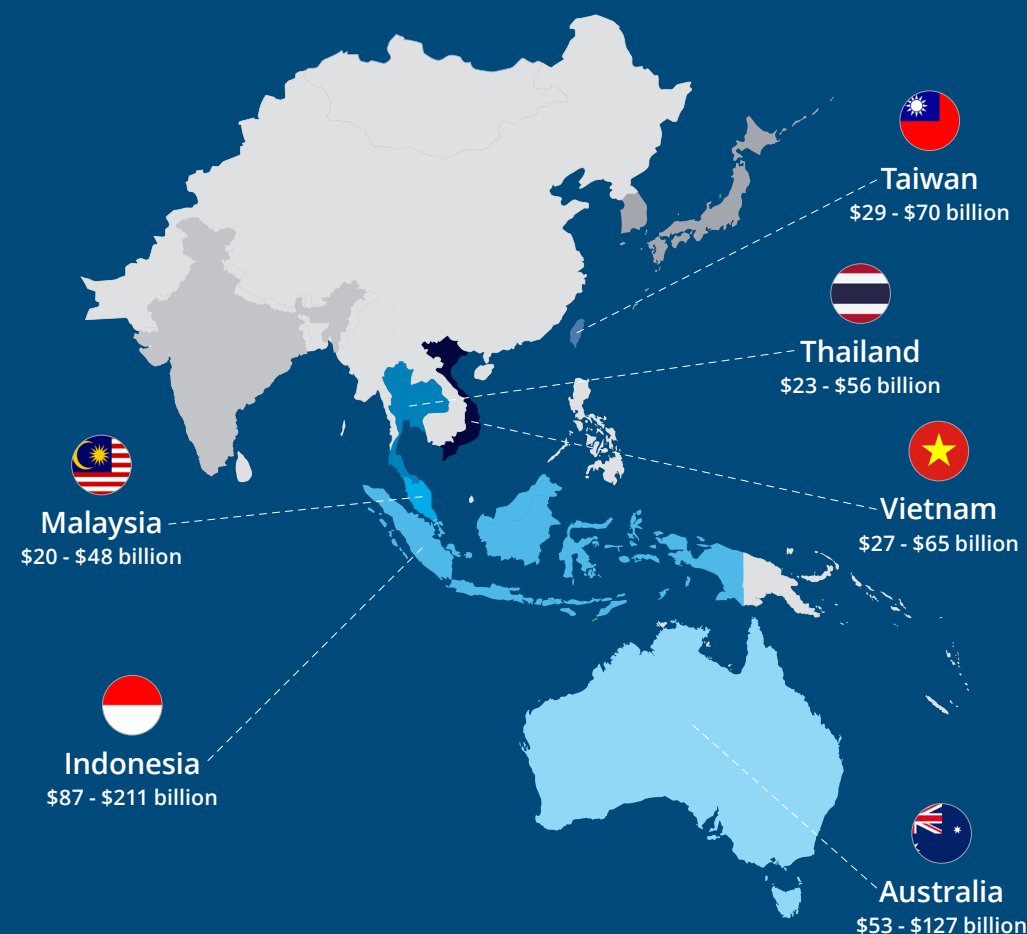 Taiwan
$29 - $70 billion
Thailand
$23 - $56 billion
Malaysia
$20 - $48 billion
Vietnam
$27 - $65 billion
Indonesia
$87 - $211 billion
Australia
$53 - $127 billion